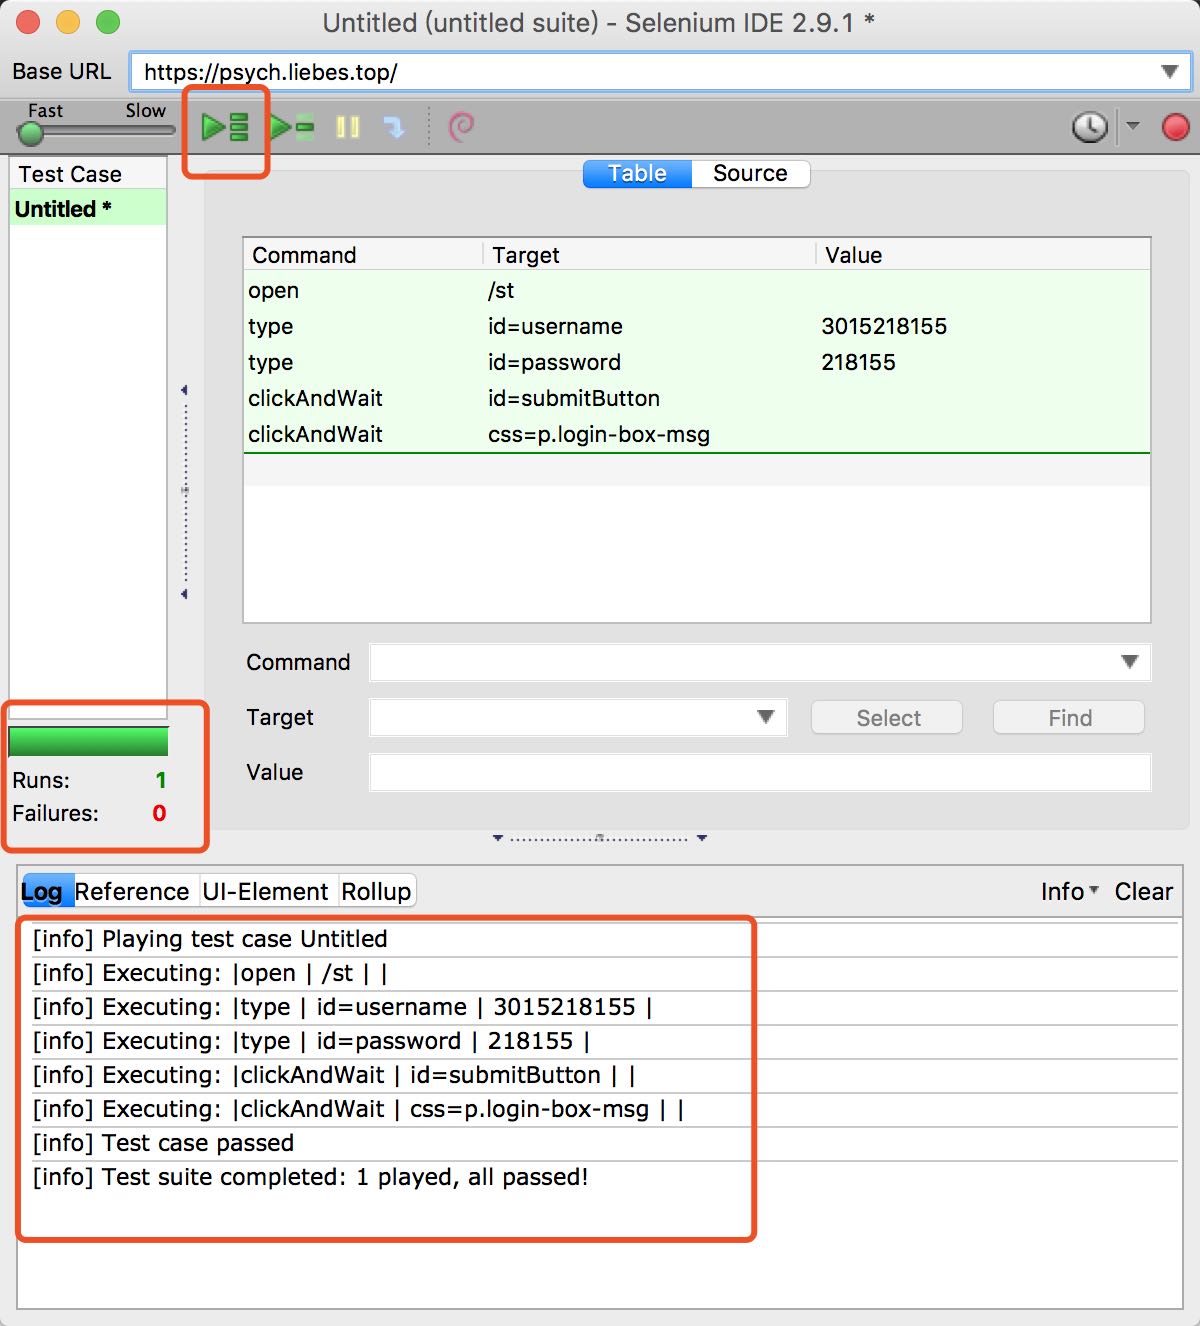 Untitled (untitled suite) - Selenium IDE 2.9.1 *
Base URL https://psych.liebes.top/
Fast Slow
Test Case
Untitled *
Table Source
Command Target Value
open /st
type id=username 3015218155
type id=password 218155
clickAndWait id=submitButton
clickAndWait css=p.login-box-msg
Command
Target Select Find
Value
Runs: 1
Failures: 0
Log Reference UI-Element Rollup Info Clear
[info] Playing test case Untitled
[info] Executing: |open | /st | |
[info] Executing: |type | id=username | 3015218155 |
[info] Executing: |type | id=password | 218155 |
[info] Executing: |clickAndWait | id=submitButton | |
[info] Executing: |clickAndWait | css=p.login-box-msg | |
[info] Test case passed
[info] Test suite completed: 1 played, all passed!